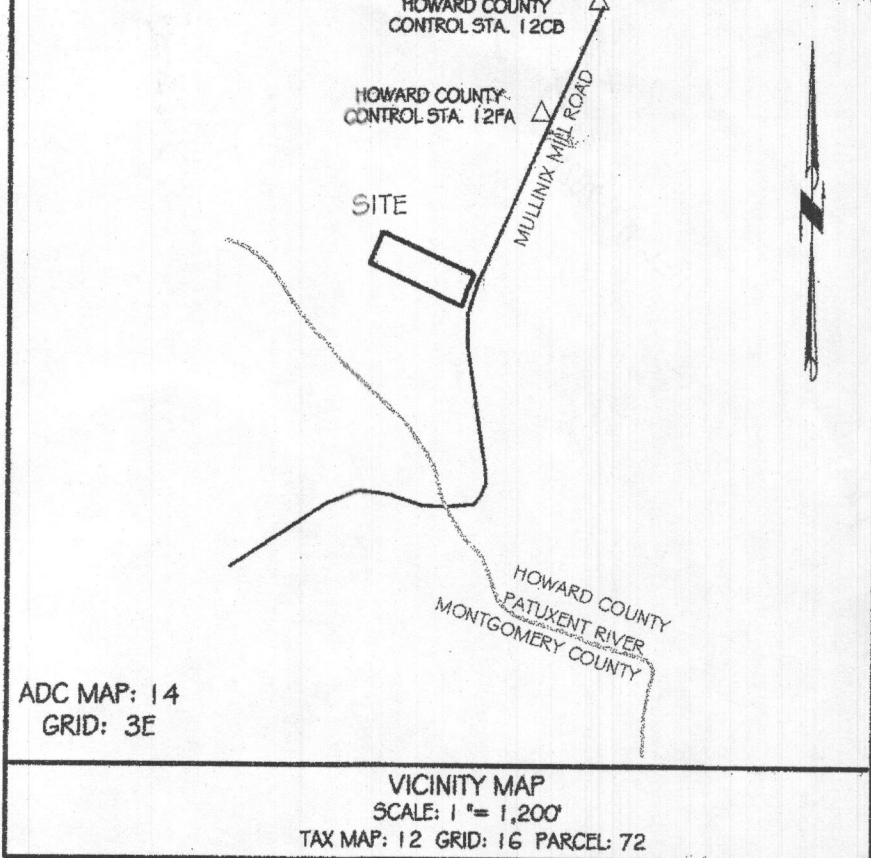 HOWARD COUNTY
CONTROL STA. 12CB
HOWARD COUNTY
CONTROL STA. 12FA
MULLINIX MILL ROAD
SITE
HOWARD COUNTY
PATUXENT RIVER
MONTGOMERY COUNTY
ADC MAP: 14
GRID: 3E
VICINITY MAP
SCALE: 1 "= 1,200'
TAX MAP: 12 GRID: 16 PARCEL: 72